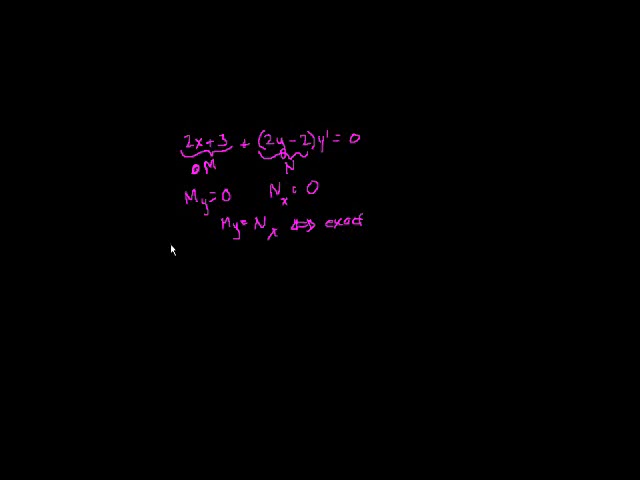 2x+3 + (2y-2)y' = 0
M N
My = 0 Nx = 0
My = Nx ⟺ exact